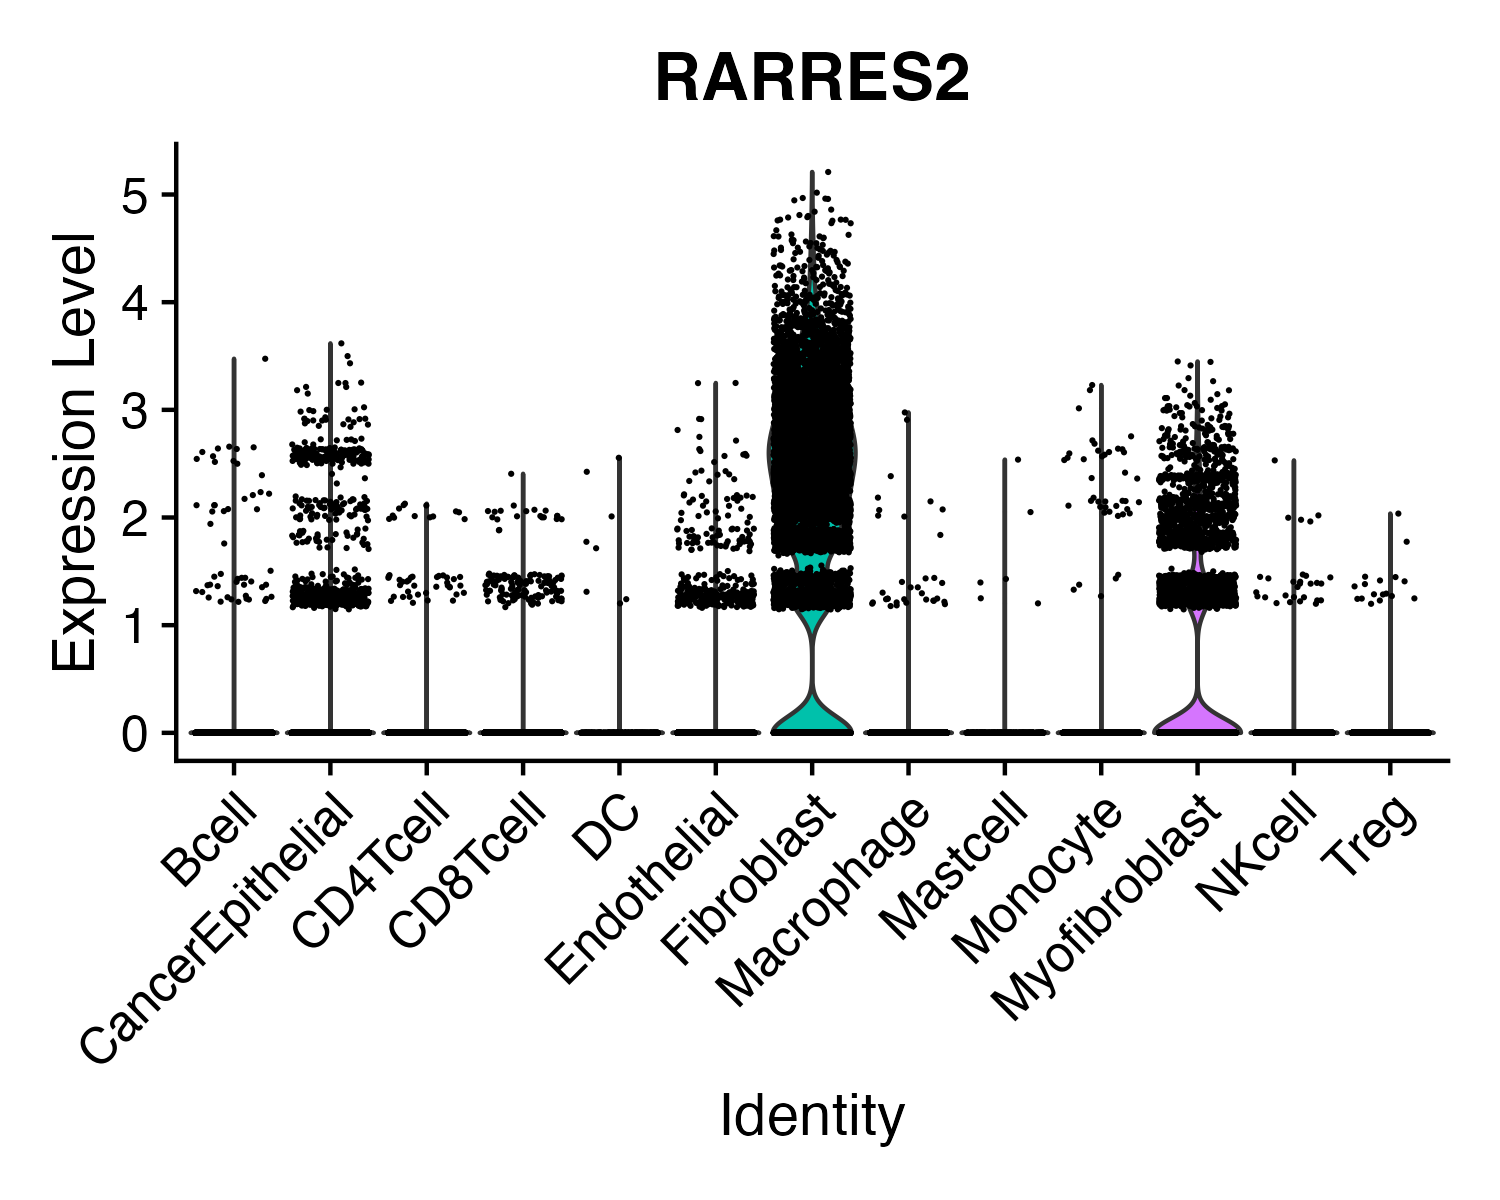 RARRES2
Expression Level
5
4
3
2
1
0
Bcell
CancerEpithelial
CD4Tcell
CD8Tcell
DC
Endothelial
Fibroblast
Macrophage
Mastcell
Monocyte
Myofibroblast
NKcell
Treg
Identity